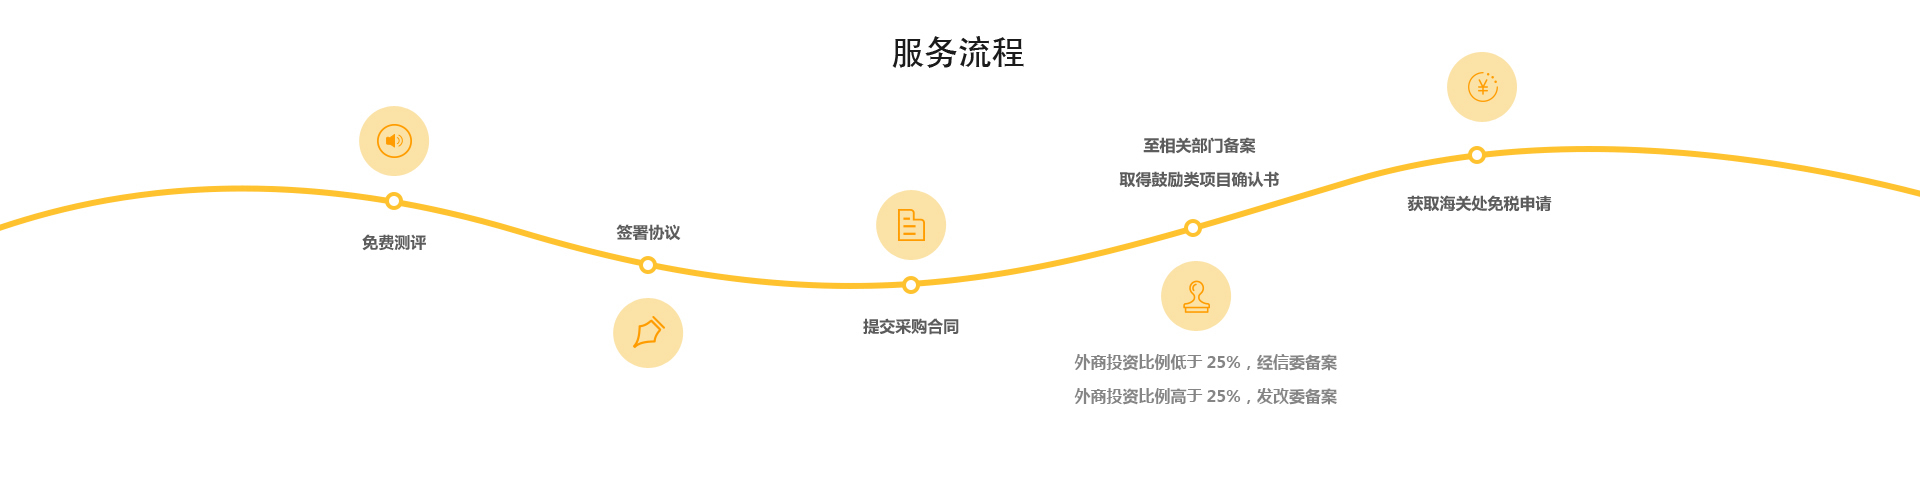 服务流程
免费测评
签署协议
提交采购合同
至相关部门备案
取得鼓励类项目确认书
外商投资比例低于 25%，经信委备案
外商投资比例高于 25%，发改委备案
获取海关处免税申请